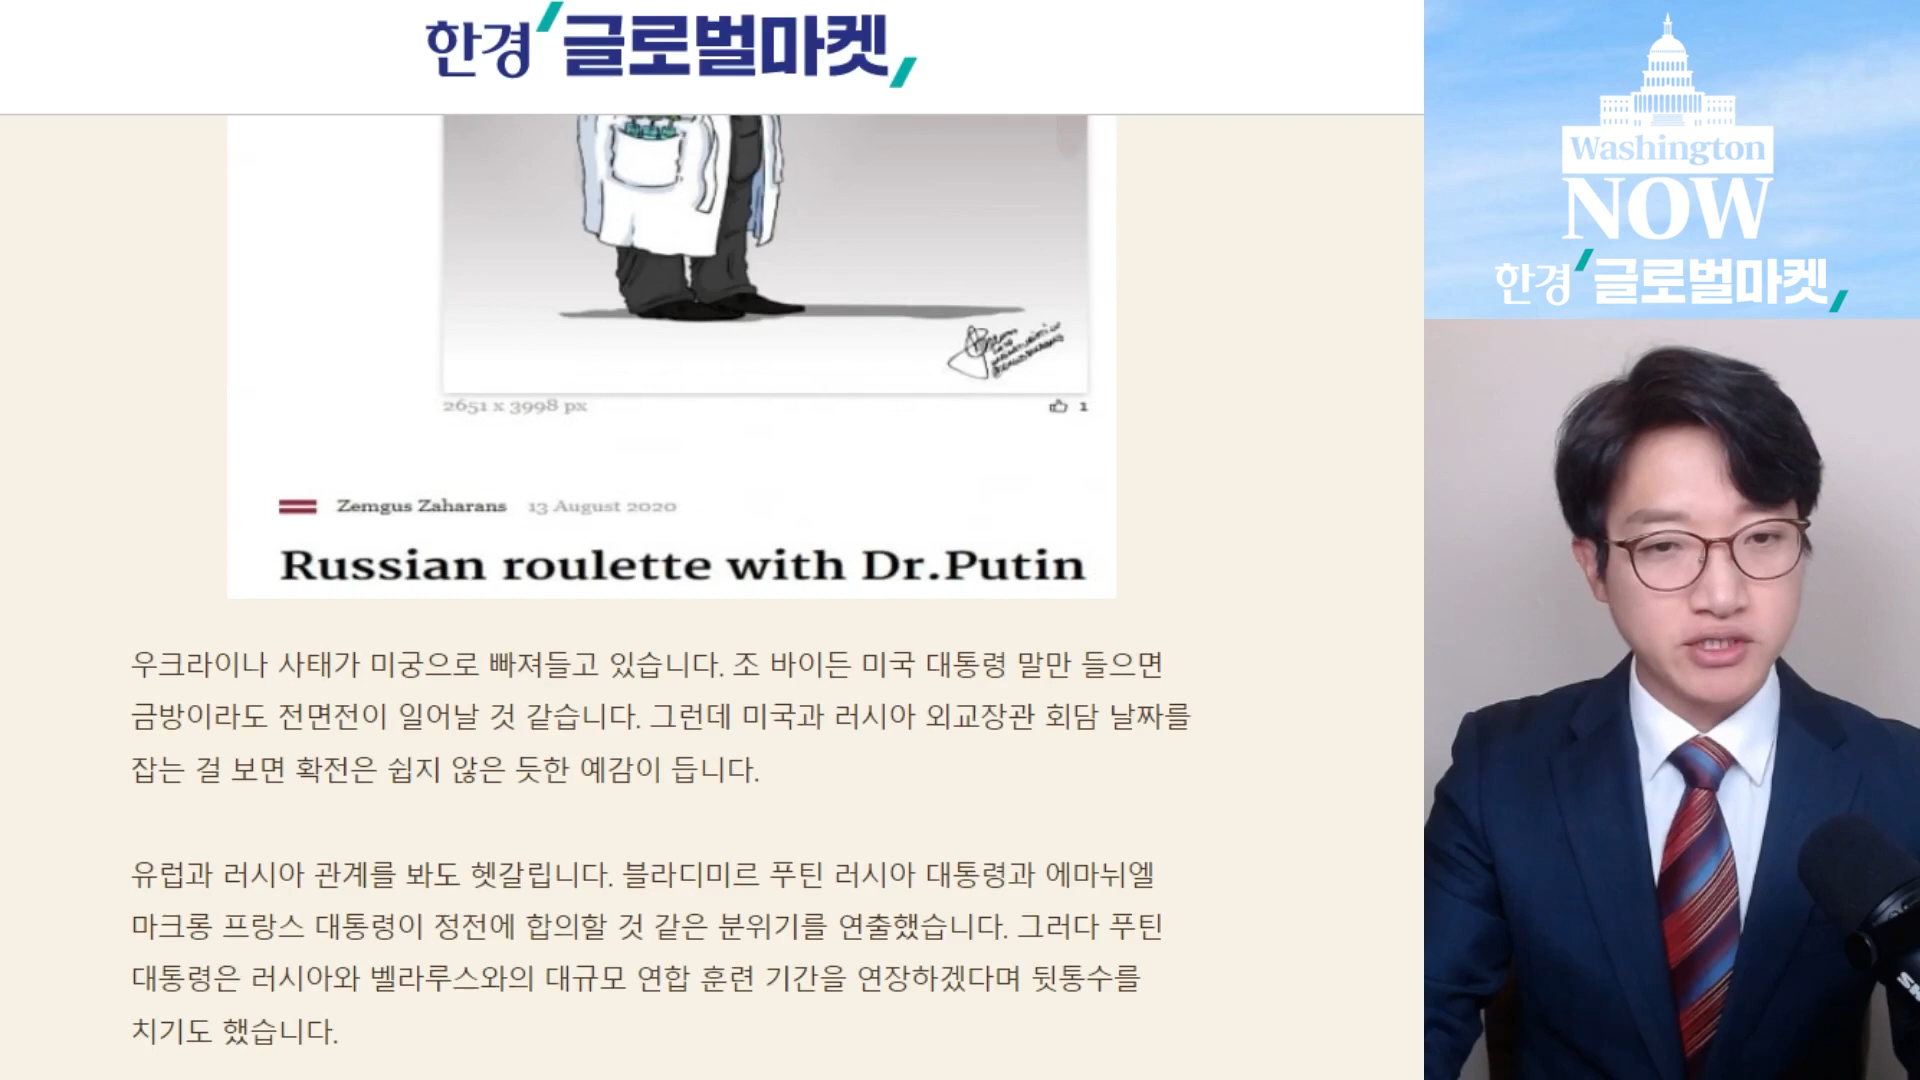 한경 글로벌마켓
2651 x 3998 px
1
Zemgus Zaharans 13 August 2020
Russian roulette with Dr.Putin
우크라이나 사태가 미궁으로 빠져들고 있습니다. 조 바이든 미국 대통령 말만 들으면
금방이라도 전면전이 일어날 것 같습니다. 그런데 미국과 러시아 외교장관 회담 날짜를
잡는 걸 보면 확전은 쉽지 않은 듯한 예감이 듭니다.
유럽과 러시아 관계를 봐도 헷갈립니다. 블라디미르 푸틴 러시아 대통령과 에마뉘엘
마크롱 프랑스 대통령이 정전에 합의할 것 같은 분위기를 연출했습니다. 그러다 푸틴
대통령은 러시아와 벨라루스와의 대규모 연합 훈련 기간을 연장하겠다며 뒷통수를
치기도 했습니다.
Washington
NOW
한경 글로벌마켓